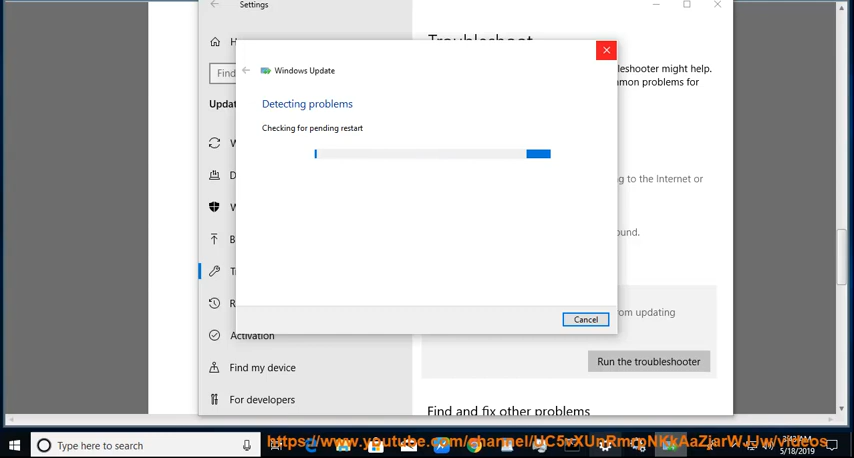 Settings
Troubleshoot
Windows Update
leshooter might help.
Find
mon problems for
Updat
Detecting problems
Checking for pending restart
g to the Internet or
ound.
om updating
Cancel
Activation
Run the troubleshooter
Find my device
For developers
Find and fix other problems
Type here to search
5/18/2019